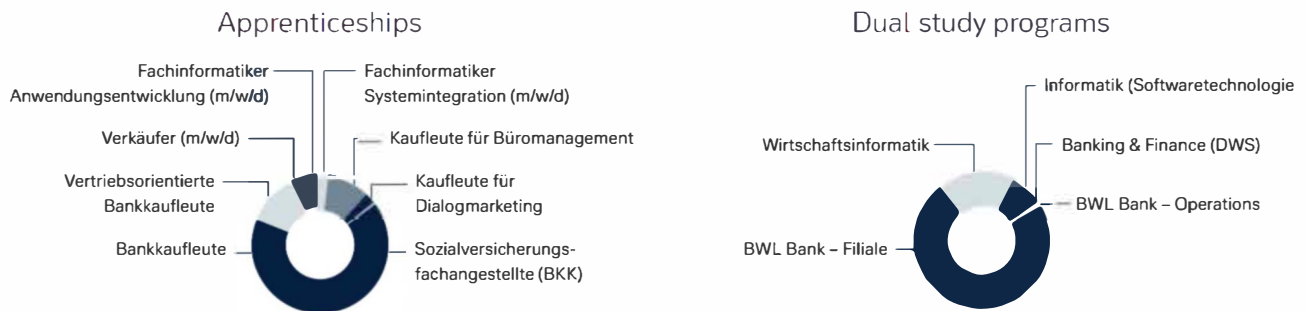 Apprenticeships
Fachinformatiker
Anwendungsentwicklung (m/w/d)
Fachinformatiker
Systemintegration (m/w/d)
Verkäufer (m/w/d)
Kaufleute für Büromanagement
Vertriebsorientierte
Bankkaufleute
Kaufleute für
Dialogmarketing
Bankkaufleute
Sozialversicherungs-
fachangestellte (BKK)
Dual study programs
Informatik (Softwaretechnologie
Wirtschaftsinformatik
Banking & Finance (DWS)
BWL Bank – Operations
BWL Bank – Filiale